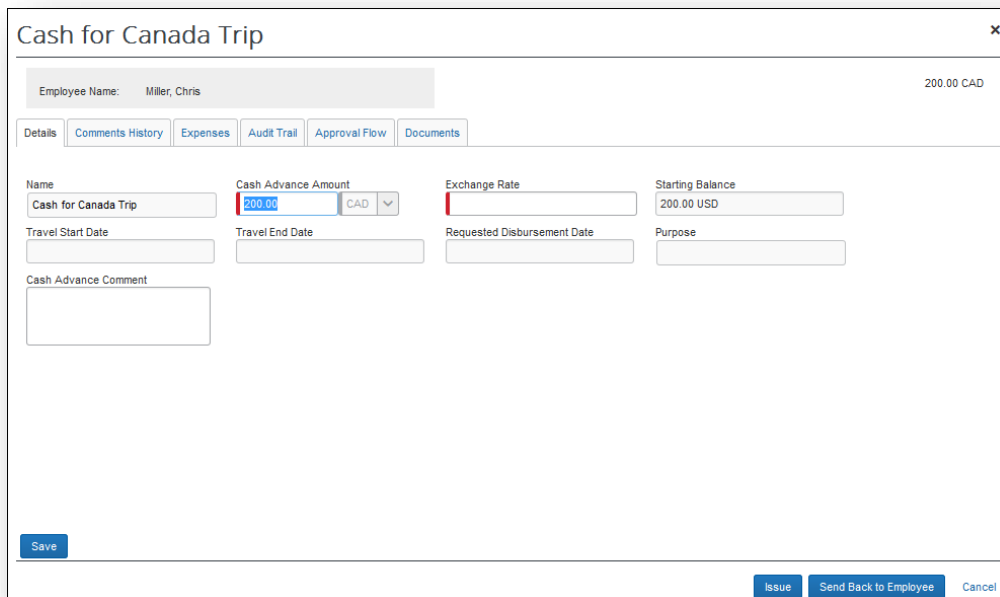 Cash for Canada Trip ×
Employee Name: Miller, Chris 200.00 CAD
Details Comments History Expenses Audit Trail Approval Flow Documents
Name Cash Advance Amount Exchange Rate Starting Balance
Cash for Canada Trip 200.00 CAD 200.00 USD
Travel Start Date Travel End Date Requested Disbursement Date Purpose
Cash Advance Comment
Save
Issue Send Back to Employee Cancel